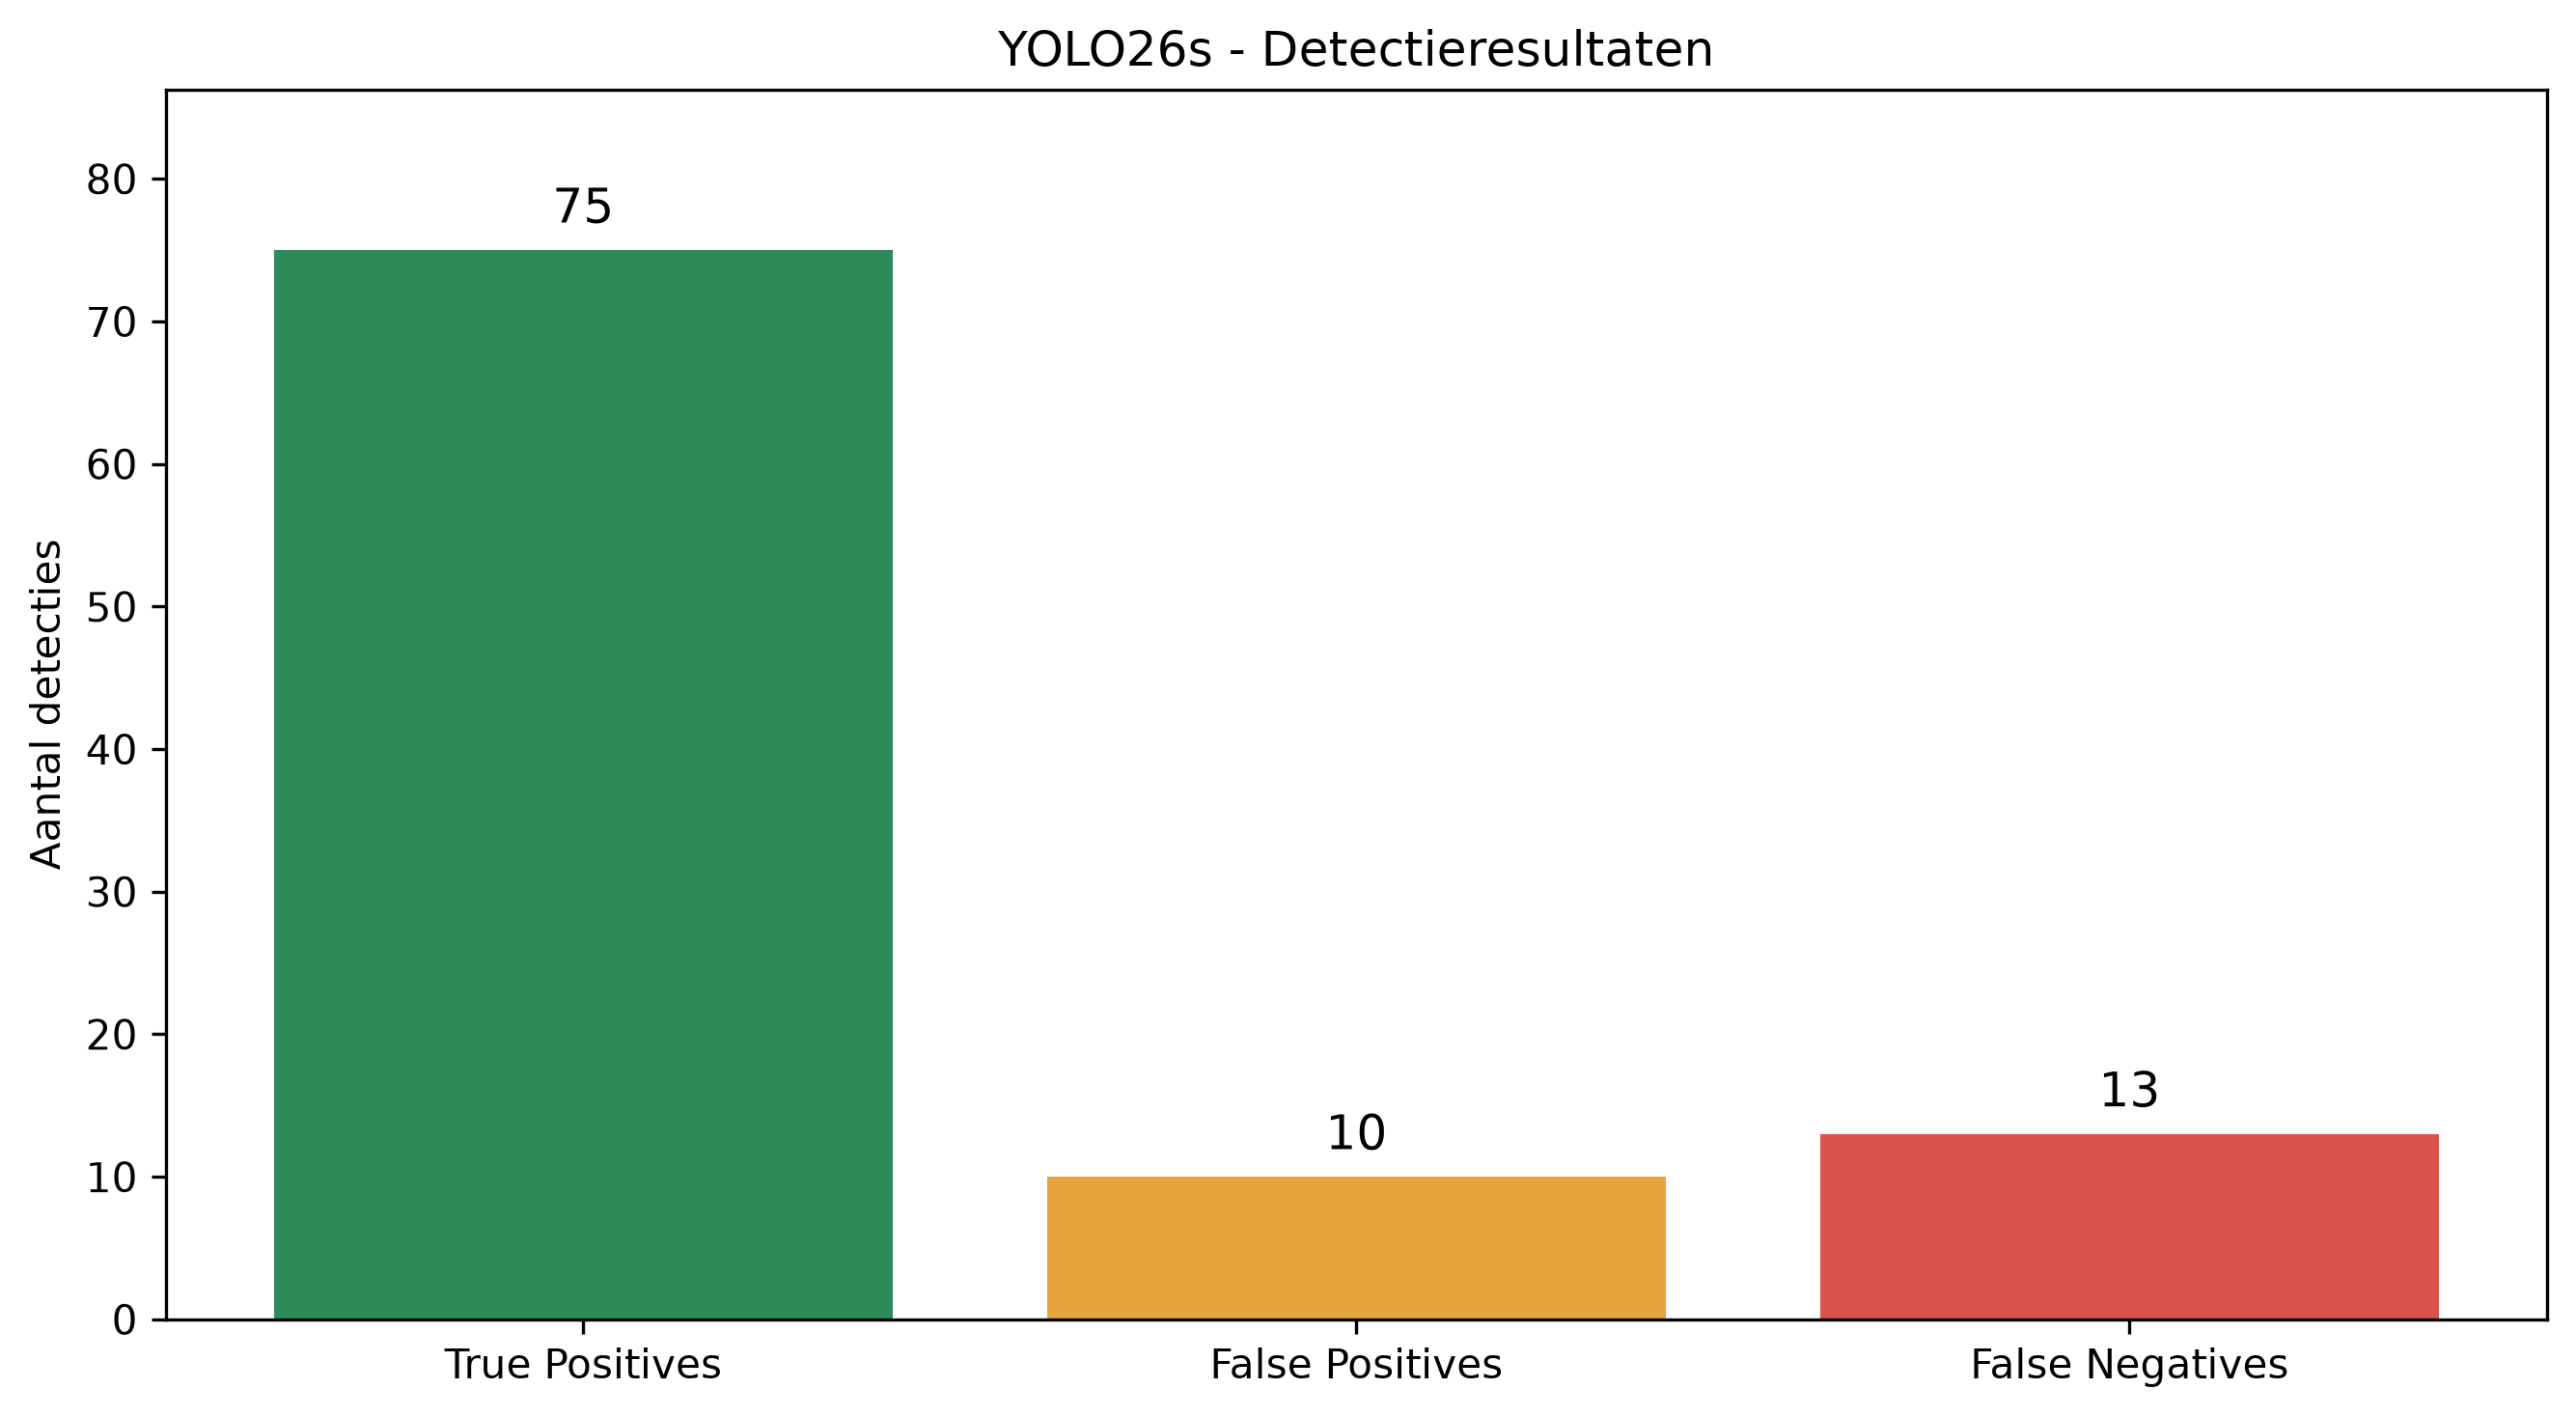 YOLO26s - Detectieresultaten
Aantal detecties
80
70
60
50
40
30
20
10
0
75
10
13
True Positives
False Positives
False Negatives